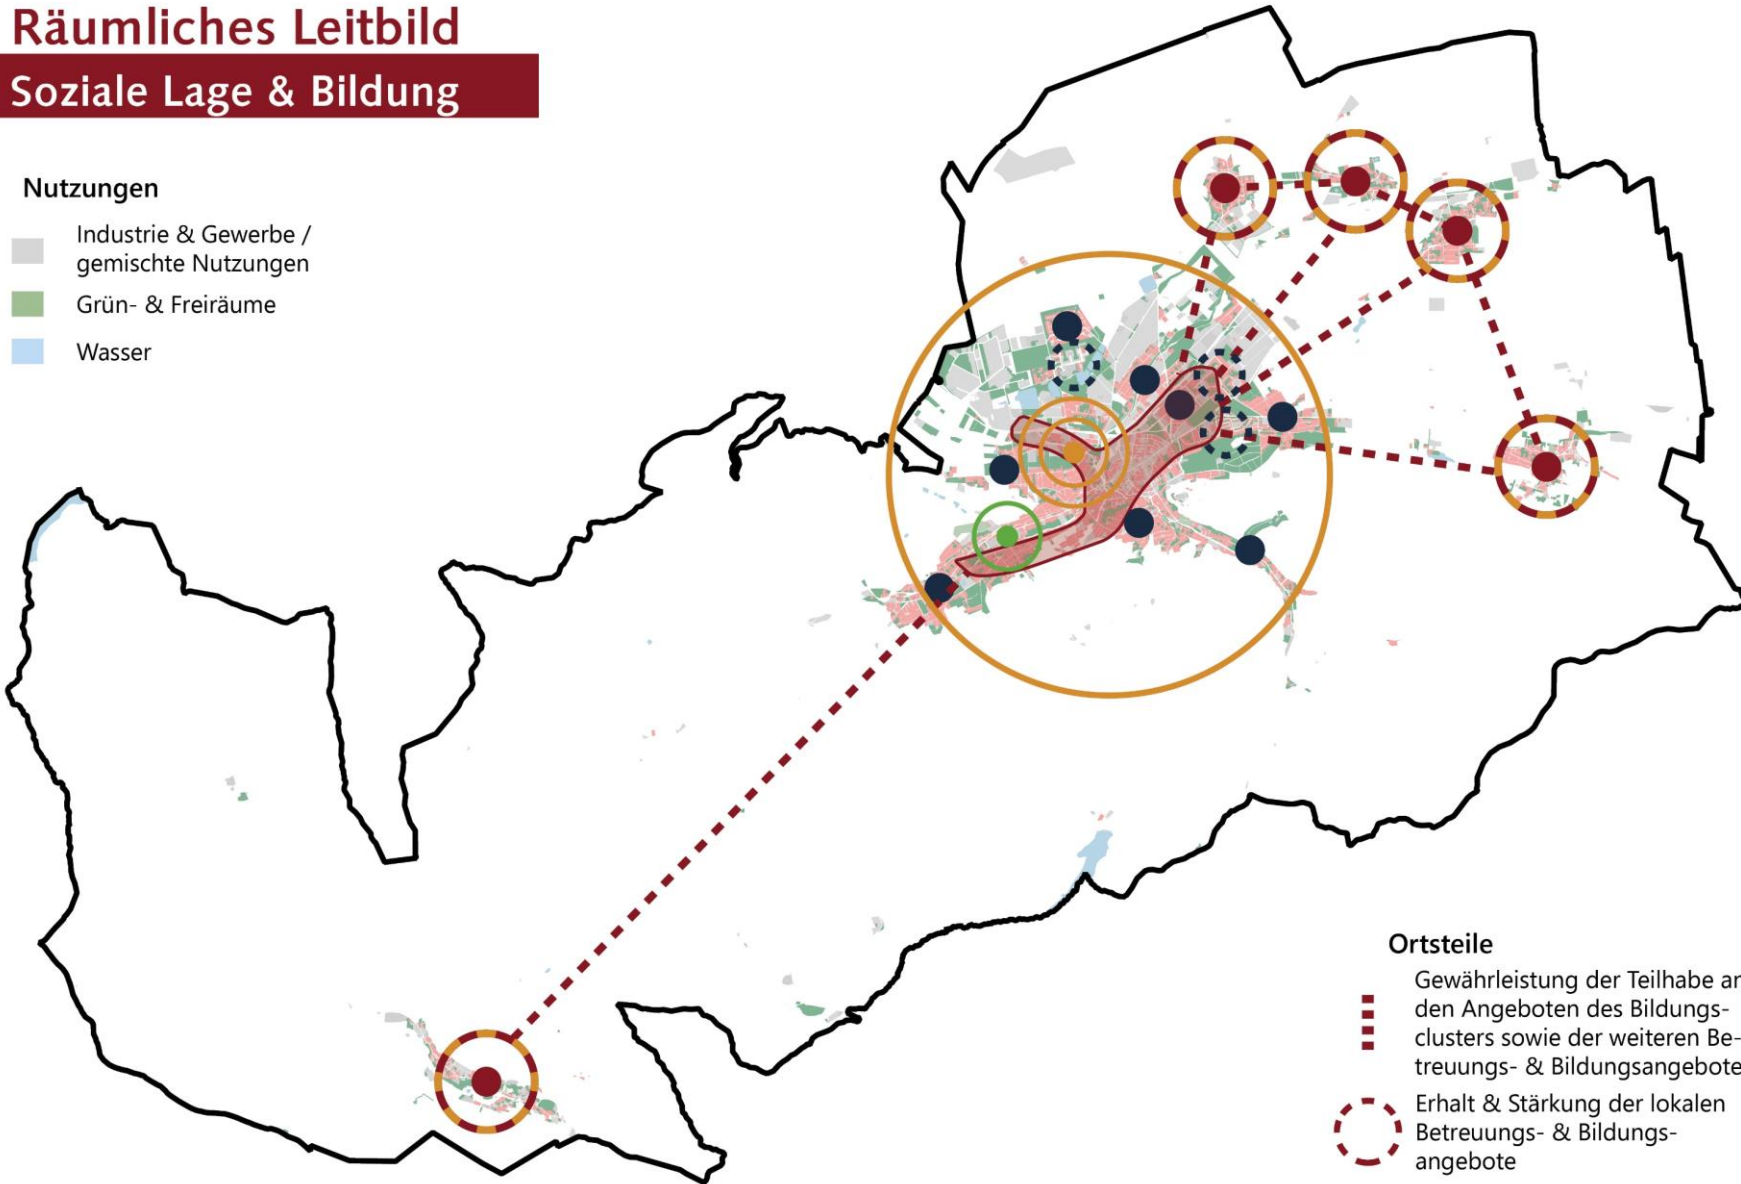 Räumliches Leitbild
Soziale Lage & Bildung
Nutzungen
Industrie & Gewerbe /
gemischte Nutzungen
Grün- & Freiräume
Wasser
Ortsteile
Gewährleistung der Teilhabe an
den Angeboten des Bildungs-
clusters sowie der weiteren Be-
treuungs- & Bildungsangebote
Erhalt & Stärkung der lokalen
Betreuungs- & Bildungs-
angebote